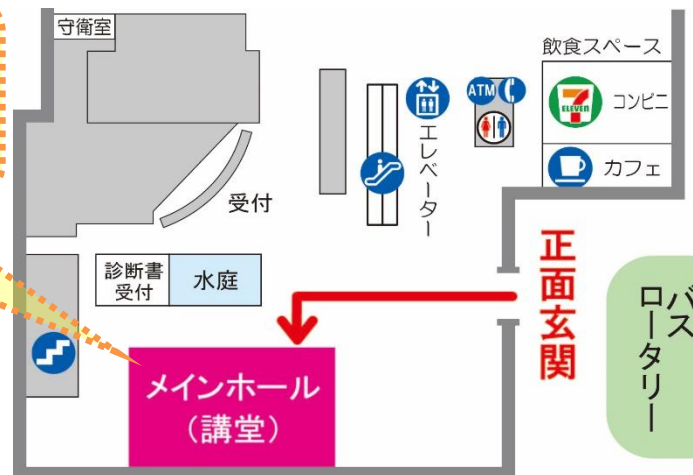 守衛室
飲食スペース
ATM
ELEVEN
コンビニ
カフェ
エレベーター
受付
診断書
受付
水庭
正面玄関
バス
ロータリー
メインホール
（講堂）